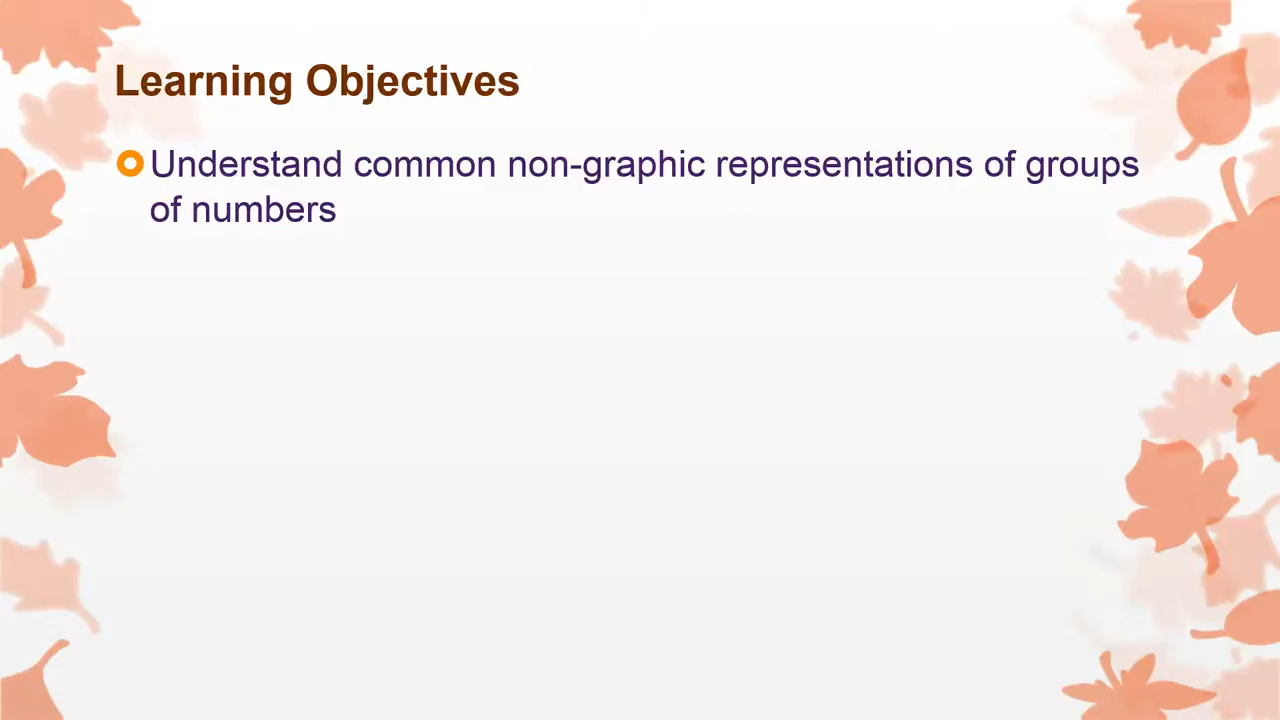 Learning Objectives
Understand common non-graphic representations of groups
of numbers